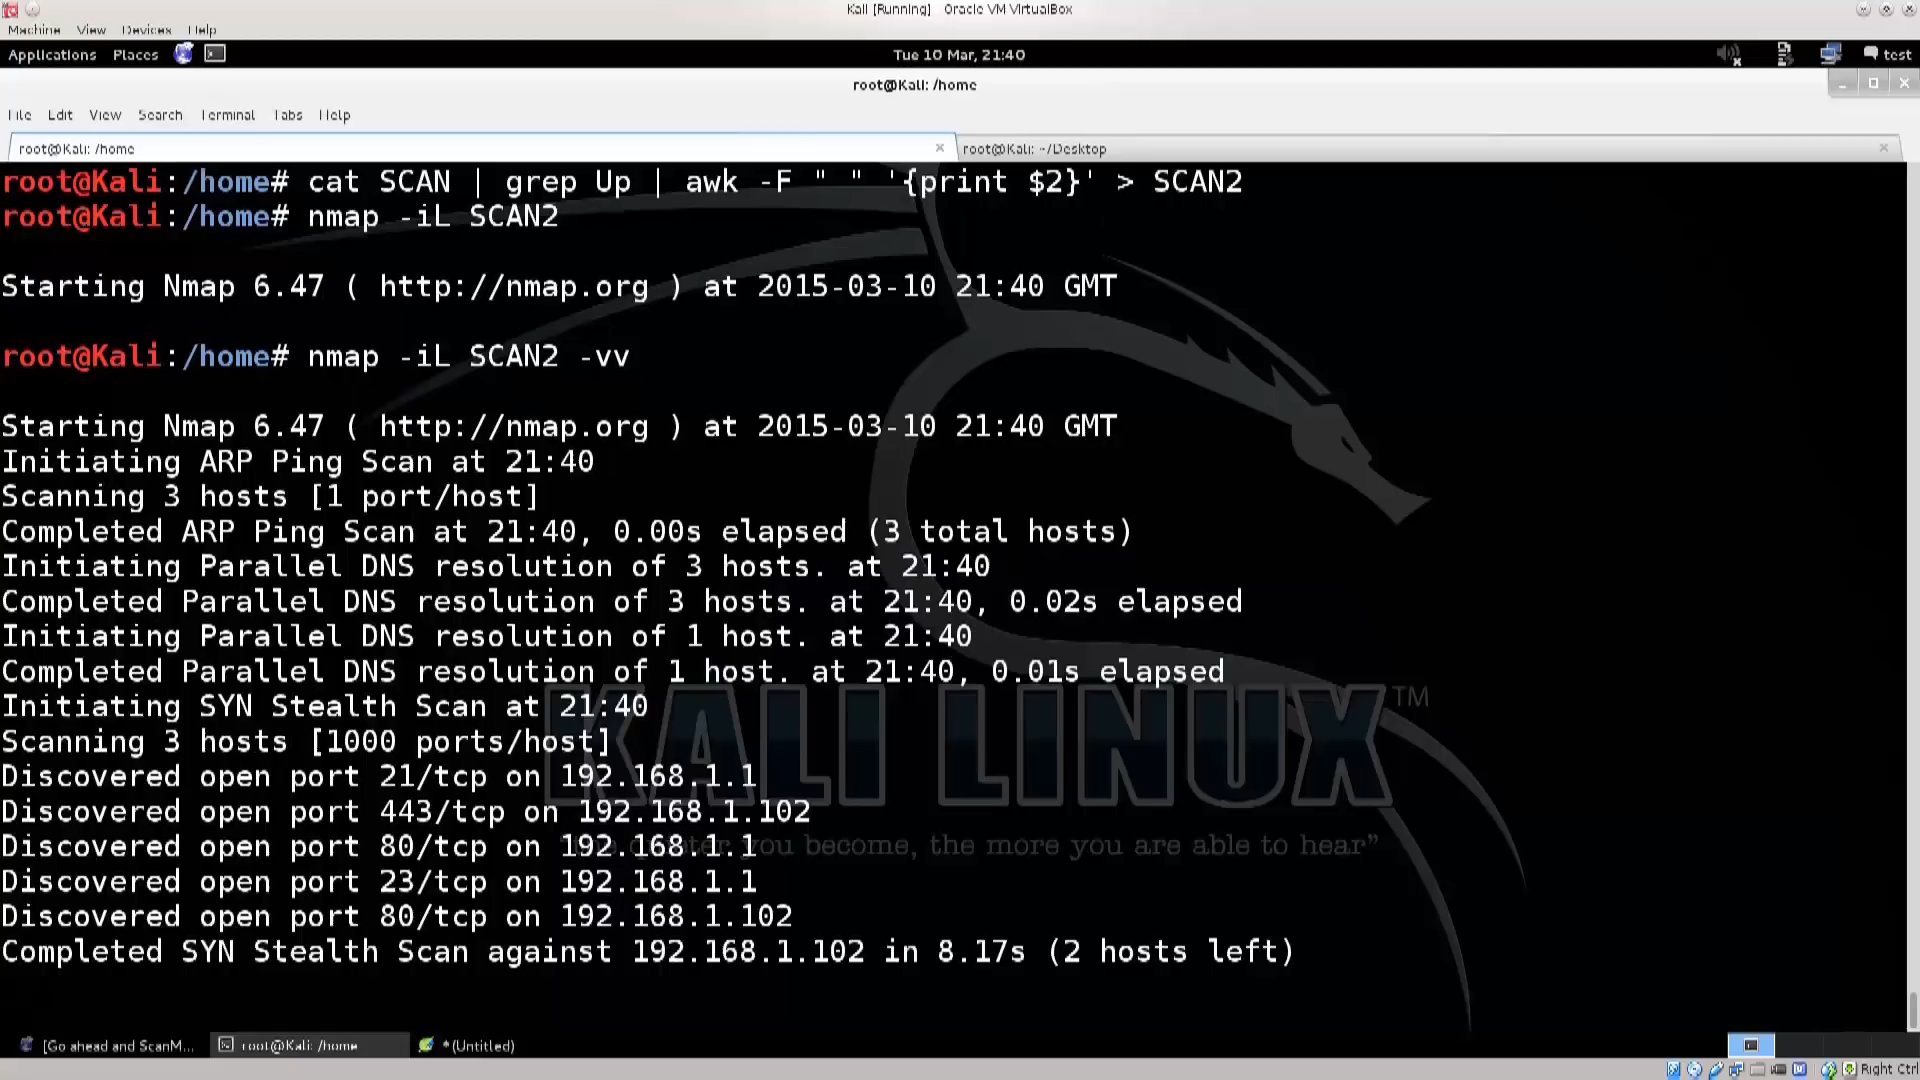 Kali [Running] Oracle VM VirtualBox
Machine View Devices Help
Applications Places Tue 10 Mar, 21:40 test
root@Kali: /home
File Edit View Search Terminal Tabs Help
root@Kali: /home root@Kali: ~/Desktop
root@Kali:/home# cat SCAN | grep Up | awk -F " " '{print $2}' > SCAN2
root@Kali:/home# nmap -iL SCAN2
Starting Nmap 6.47 ( http://nmap.org ) at 2015-03-10 21:40 GMT
root@Kali:/home# nmap -iL SCAN2 -vv
Starting Nmap 6.47 ( http://nmap.org ) at 2015-03-10 21:40 GMT
Initiating ARP Ping Scan at 21:40
Scanning 3 hosts [1 port/host]
Completed ARP Ping Scan at 21:40, 0.00s elapsed (3 total hosts)
Initiating Parallel DNS resolution of 3 hosts. at 21:40
Completed Parallel DNS resolution of 3 hosts. at 21:40, 0.02s elapsed
Initiating Parallel DNS resolution of 1 host. at 21:40
Completed Parallel DNS resolution of 1 host. at 21:40, 0.01s elapsed
Initiating SYN Stealth Scan at 21:40
Scanning 3 hosts [1000 ports/host]
Discovered open port 21/tcp on 192.168.1.1
Discovered open port 443/tcp on 192.168.1.102
Discovered open port 80/tcp on 192.168.1.1
Discovered open port 23/tcp on 192.168.1.1
Discovered open port 80/tcp on 192.168.1.102
Completed SYN Stealth Scan against 192.168.1.102 in 8.17s (2 hosts left)
KALI LINUX TM
you become, the more you are able to hear”
[Go ahead and ScanM... root@Kali: /home *(Untitled)
Right Ctrl